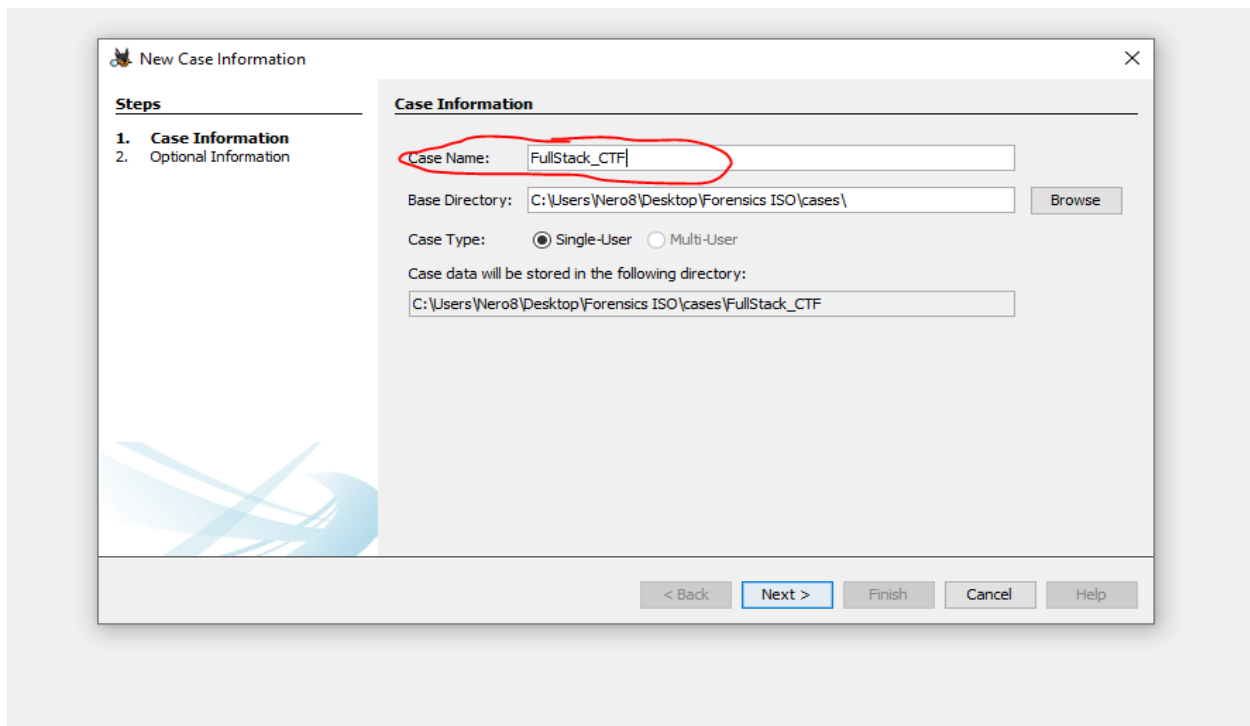 New Case Information
Steps
1. Case Information
2. Optional Information
Case Information
Case Name: FullStack_CTF
Base Directory: C:\Users\Nero8\Desktop\Forensics ISO\cases\ Browse
Case Type: Single-User Multi-User
Case data will be stored in the following directory:
C:\Users\Nero8\Desktop\Forensics ISO\cases\FullStack_CTF
< Back Next > Finish Cancel Help